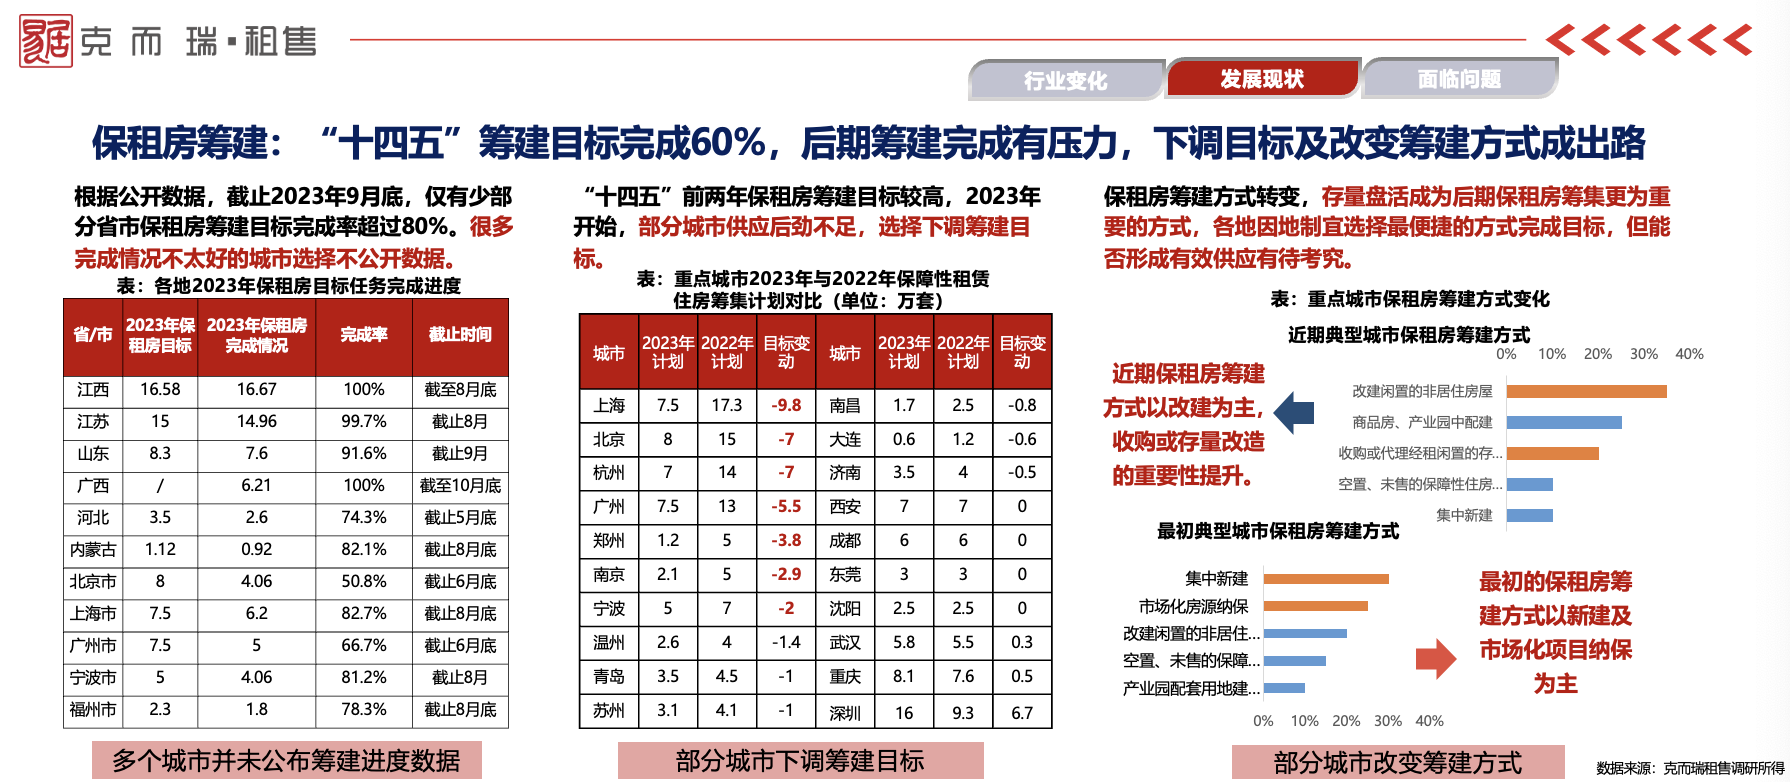 克而瑞·租售
行业变化
发展现状
面临问题
保租房筹建：“十四五”筹建目标完成60%，后期筹建完成有压力，下调目标及改变筹建方式成出路
根据公开数据，截止2023年9月底，仅有少部
分省市保租房筹建目标完成率超过80%。很多
完成情况不太好的城市选择不公开数据。
表：各地2023年保租房目标任务完成进度
省/市 2023年保租房目标 2023年保租房完成情况 完成率 截止时间
江西 16.58 16.67 100% 截至8月底
江苏 15 14.96 99.7% 截止8月
山东 8.3 7.6 91.6% 截止9月
广西 / 6.21 100% 截至10月底
河北 3.5 2.6 74.3% 截止5月底
内蒙古 1.12 0.92 82.1% 截止8月底
北京市 8 4.06 50.8% 截止6月底
上海市 7.5 6.2 82.7% 截止8月底
广州市 7.5 5 66.7% 截止6月底
宁波市 5 4.06 81.2% 截止8月
福州市 2.3 1.8 78.3% 截止8月底
多个城市并未公布筹建进度数据
“十四五”前两年保租房筹建目标较高，2023年
开始，部分城市供应后劲不足，选择下调筹建目
标。
表：重点城市2023年与2022年保障性租赁
住房筹集计划对比（单位：万套）
城市 2023年计划 2022年计划 目标变动 城市 2023年计划 2022年计划 目标变动
上海 7.5 17.3 -9.8 南昌 1.7 2.5 -0.8
北京 8 15 -7 大连 0.6 1.2 -0.6
杭州 7 14 -7 济南 3.5 4 -0.5
广州 7.5 13 -5.5 西安 7 7 0
郑州 1.2 5 -3.8 成都 6 6 0
南京 2.1 5 -2.9 东莞 3 3 0
宁波 5 7 -2 沈阳 2.5 2.5 0
温州 2.6 4 -1.4 武汉 5.8 5.5 0.3
青岛 3.5 4.5 -1 重庆 8.1 7.6 0.5
苏州 3.1 4.1 -1 深圳 16 9.3 6.7
部分城市下调筹建目标
保租房筹建方式转变，存量盘活成为后期保租房筹集更为重
要的方式，各地因地制宜选择最便捷的方式完成目标，但能
否形成有效供应有待考究。
表：重点城市保租房筹建方式变化
近期典型城市保租房筹建方式
0% 10% 20% 30% 40%
改建闲置的非居住房屋
商品房、产业园中配建
收购或代理经租闲置的存...
空置、未售的保障性住房...
集中新建
近期保租房筹建
方式以改建为主，
收购或存量改造
的重要性提升。
最初典型城市保租房筹建方式
集中新建
市场化房源纳保
改建闲置的非居住...
空置、未售的保障...
产业园配套用地建...
0% 10% 20% 30% 40%
最初的保租房筹
建方式以新建及
市场化项目纳保
为主
部分城市改变筹建方式
数据来源：克而瑞租售调研所得